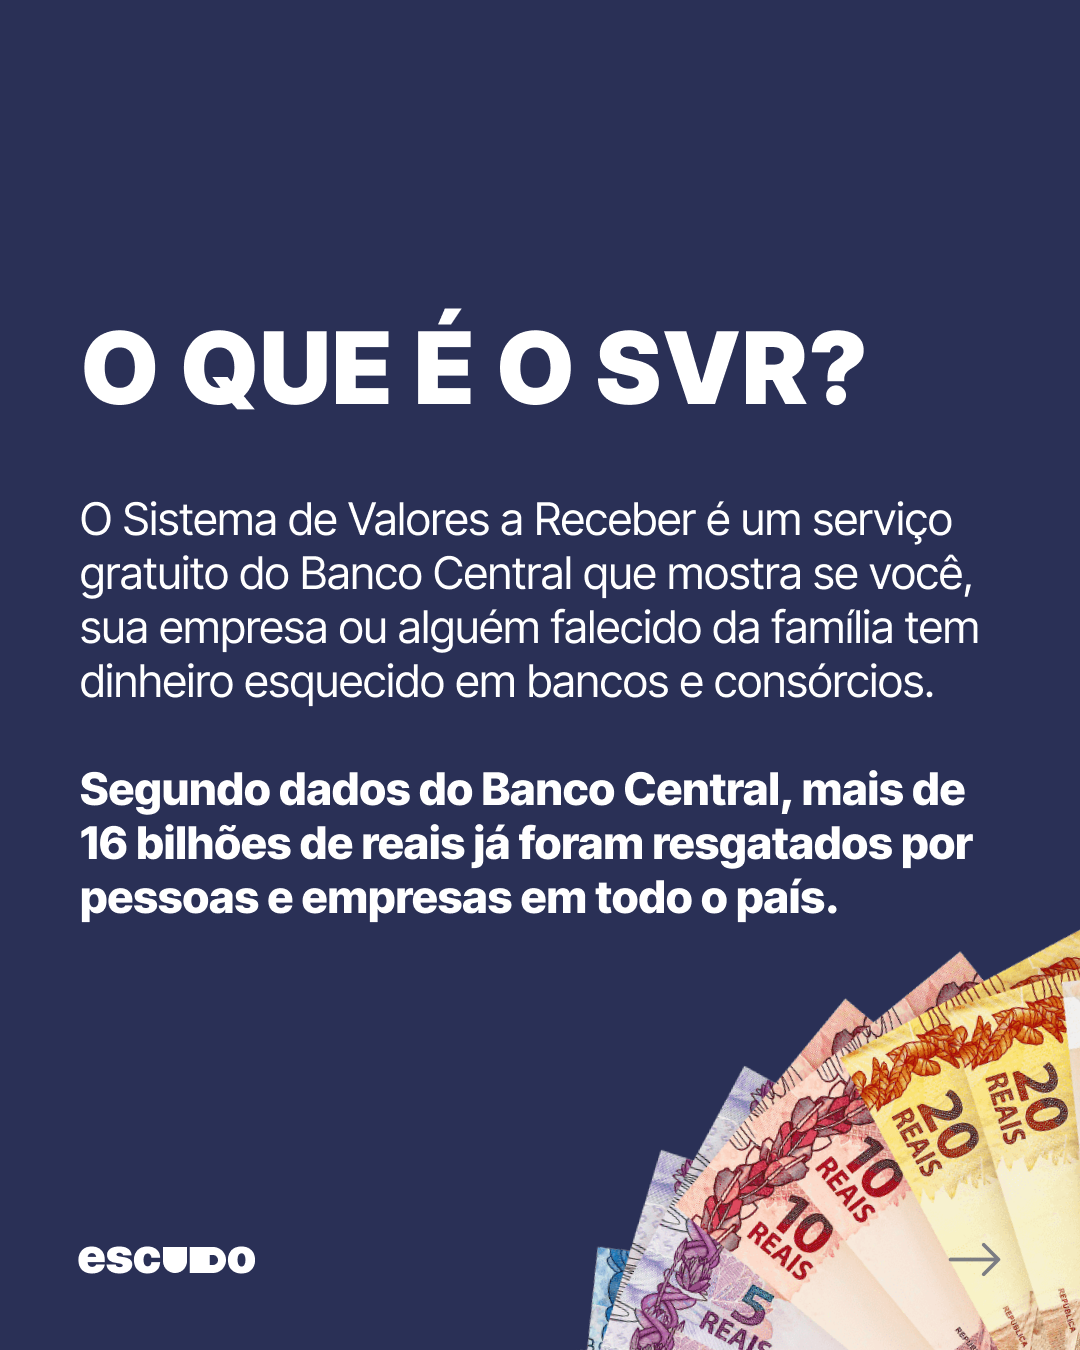 O QUE É O SVR?
O Sistema de Valores a Receber é um serviço
gratuito do Banco Central que mostra se você,
sua empresa ou alguém falecido da família tem
dinheiro esquecido em bancos e consórcios.
Segundo dados do Banco Central, mais de
16 bilhões de reais já foram resgatados por
pessoas e empresas em todo o país.
20
REAIS
20
REAIS
10
REAIS
10
REAIS
5
REAIS
REPUBLICA
REPUBLICA
escudo